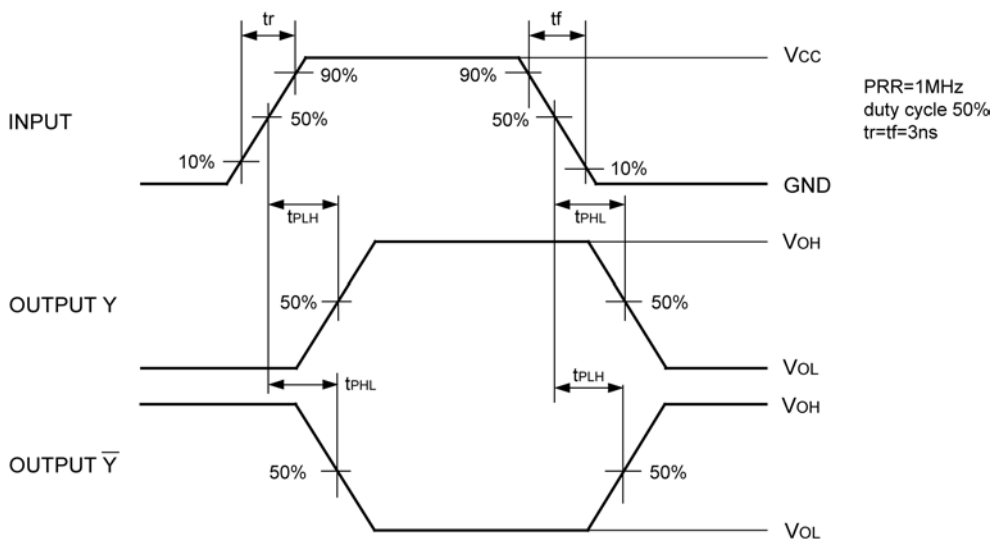 tr
tf
VCC
90%
90%
PRR=1MHz
duty cycle 50%
tr=tf=3ns
INPUT
50%
50%
10%
10%
GND
tPLH
tPHL
VOH
OUTPUT Y
50%
50%
VOL
tPHL
tPLH
VOH
OUTPUT Y̅
50%
50%
VOL